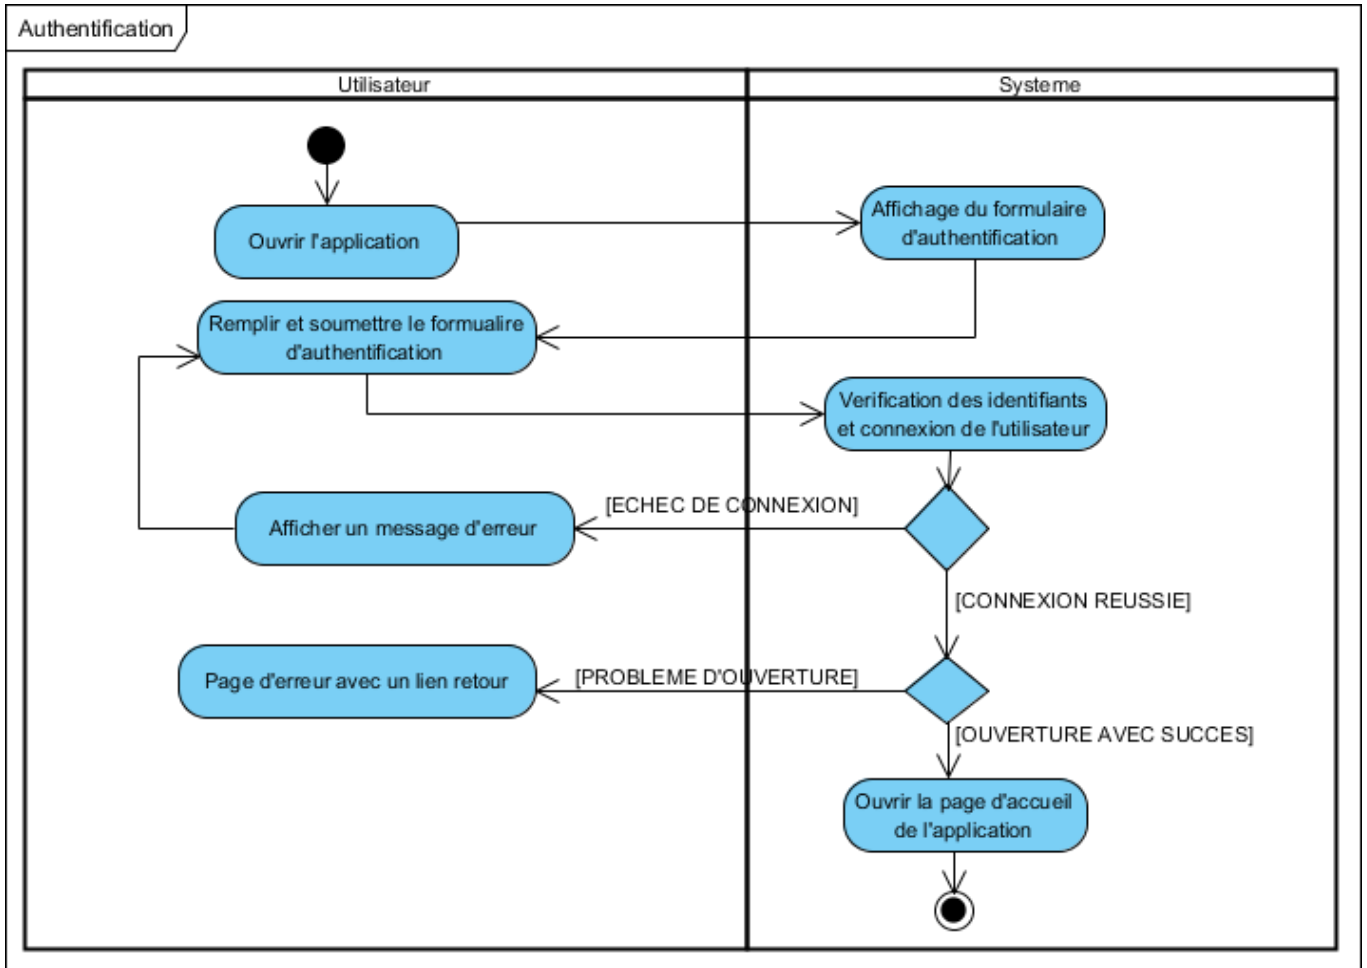 Authentification
Utilisateur
Systeme
Ouvrir l'application
Affichage du formulaire
d'authentification
Remplir et soumettre le formualire
d'authentification
Verification des identifiants
et connexion de l'utilisateur
[ECHEC DE CONNEXION]
Afficher un message d'erreur
[CONNEXION REUSSIE]
Page d'erreur avec un lien retour
[PROBLEME D'OUVERTURE]
[OUVERTURE AVEC SUCCES]
Ouvrir la page d'accueil
de l'application